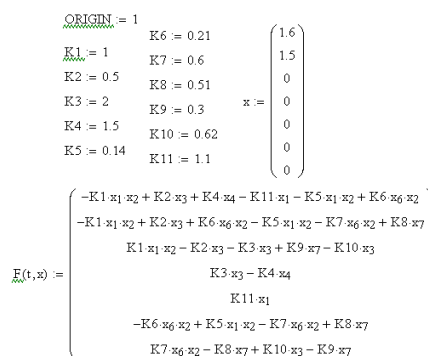 ORIGIN := 1
K1 := 1
K2 := 0.5
K3 := 2
K4 := 1.5
K5 := 0.14
K6 := 0.21
K7 := 0.6
K8 := 0.51
K9 := 0.3
K10 := 0.62
K11 := 1.1
x :=
1.6
1.5
0
0
0
0
0
F(t,x) :=
−K1·x₁·x₂ + K2·x₃ + K4·x₄ − K11·x₁ − K5·x₁·x₂ + K6·x₆·x₂
−K1·x₁·x₂ + K2·x₃ + K6·x₆·x₂ − K5·x₁·x₂ − K7·x₆·x₂ + K8·x₇
K1·x₁·x₂ − K2·x₃ − K3·x₃ + K9·x₇ − K10·x₃
K3·x₃ − K4·x₄
K11·x₁
−K6·x₆·x₂ + K5·x₁·x₂ − K7·x₆·x₂ + K8·x₇
K7·x₆·x₂ − K8·x₇ + K10·x₃ − K9·x₇